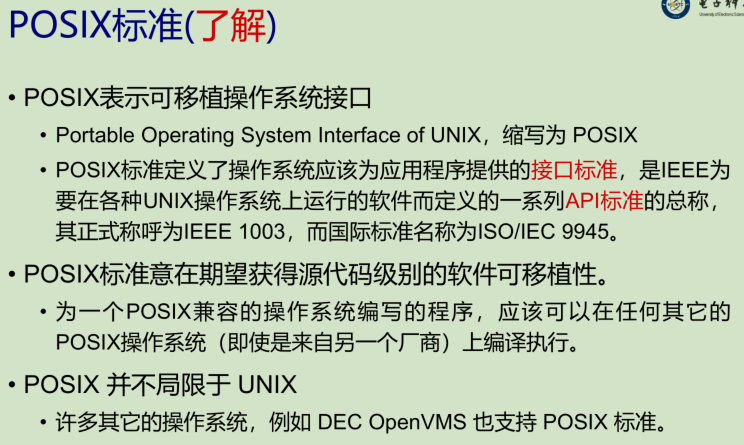 POSIX标准(了解)
电子科
• POSIX表示可移植操作系统接口
• Portable Operating System Interface of UNIX，缩写为 POSIX
• POSIX标准定义了操作系统应该为应用程序提供的接口标准，是IEEE为
要在各种UNIX操作系统上运行的软件而定义的一系列API标准的总称，
其正式称呼为IEEE 1003，而国际标准名称为ISO/IEC 9945。
• POSIX标准意在期望获得源代码级别的软件可移植性。
• 为一个POSIX兼容的操作系统编写的程序，应该可以在任何其它的
POSIX操作系统（即使是来自另一个厂商）上编译执行。
• POSIX 并不局限于 UNIX
• 许多其它的操作系统，例如 DEC OpenVMS 也支持 POSIX 标准。